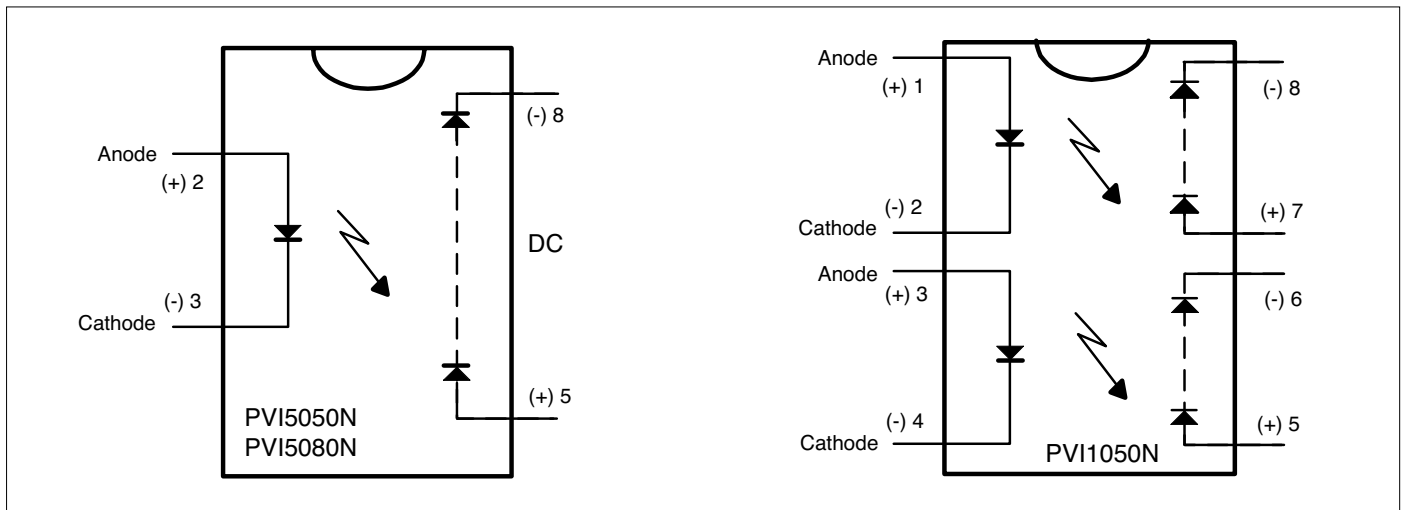 Anode
(+) 2
(-) 3
Cathode
(-) 8
DC
(+) 5
PVI5050N
PVI5080N
Anode
(+) 1
(-) 2
Cathode
Anode
(+) 3
(-) 4
Cathode
(-) 8
(+) 7
(-) 6
(+) 5
PVI1050N